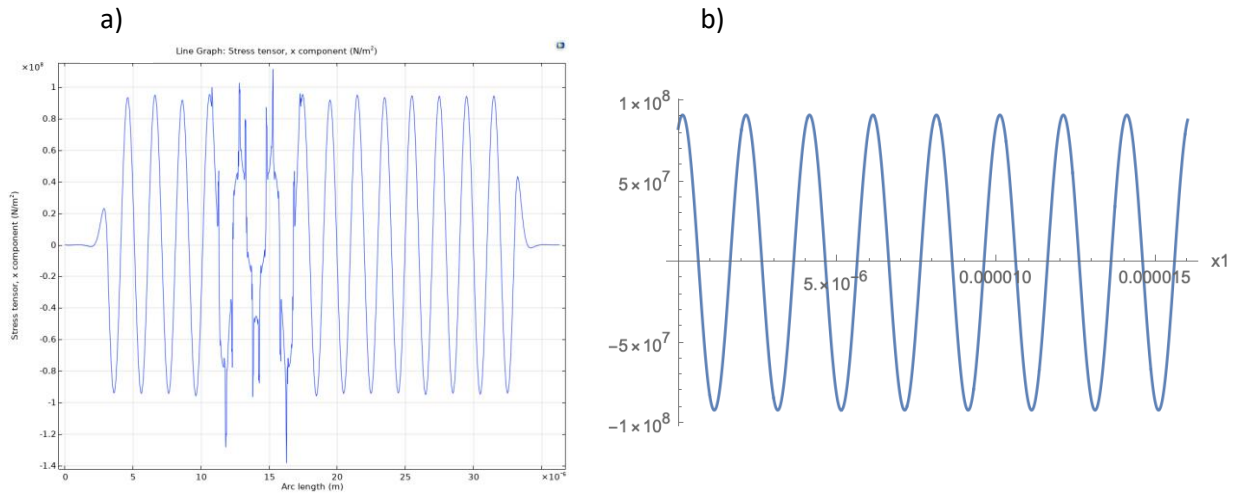 a)
b)
Line Graph: Stress tensor, x component (N/m²)
×10⁸
1
0.8
0.6
0.4
0.2
0
-0.2
-0.4
-0.6
-0.8
-1
-1.2
-1.4
Stress tensor, x component (N/m²)
0 5 10 15 20 25 30 35 ×10⁻⁶
Arc length (m)
1×10⁸
5×10⁷
-5×10⁷
-1×10⁸
5.×10⁻⁶ 0.000010 0.000015 x1